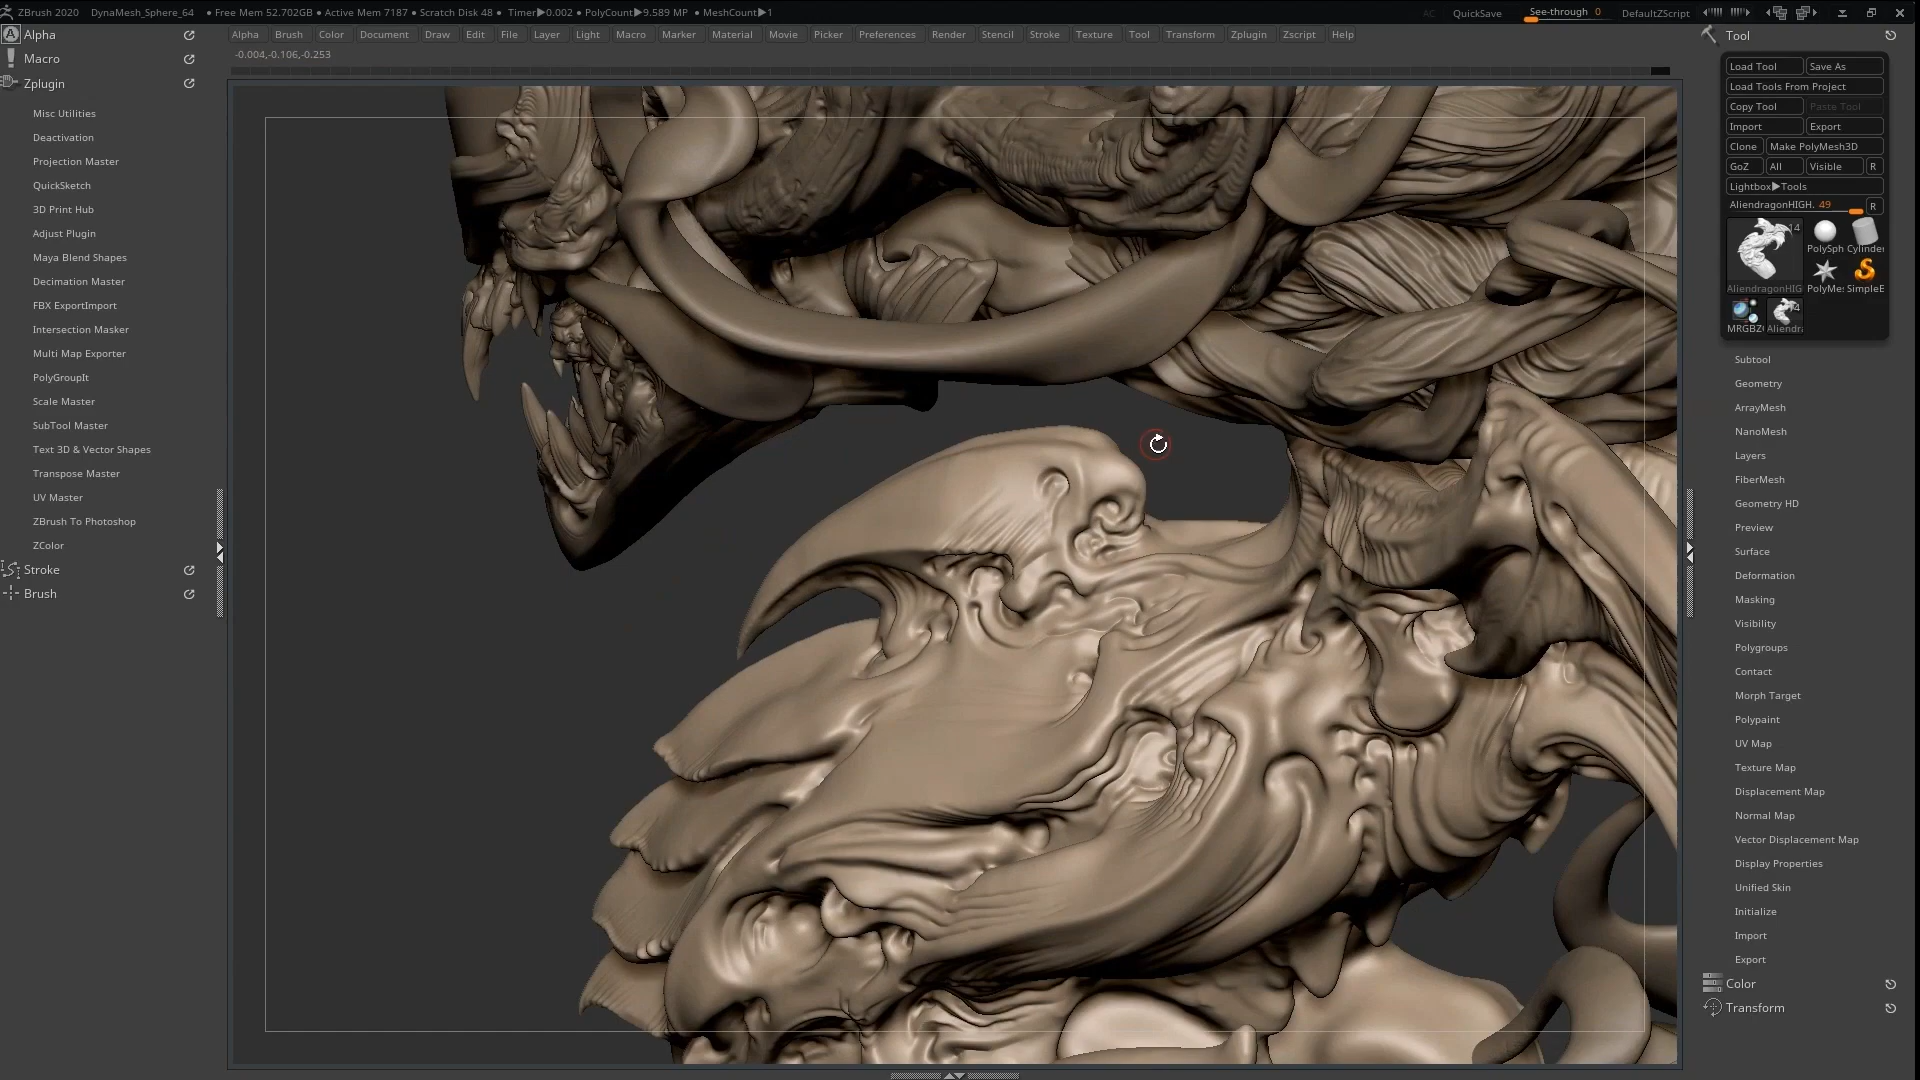 ZBrush 2020 DynaMesh_Sphere_64 • Free Mem 52.702GB • Active Mem 7187 • Scratch Disk 48 • Timer▶0.002 • PolyCount▶9.589 MP • MeshCount▶1 AC QuickSave See-through 0 DefaultZScript
Alpha
Macro
Zplugin
Misc Utilities
Deactivation
Projection Master
QuickSketch
3D Print Hub
Adjust Plugin
Maya Blend Shapes
Decimation Master
FBX ExportImport
Intersection Masker
Multi Map Exporter
PolyGroupIt
Scale Master
SubTool Master
Text 3D & Vector Shapes
Transpose Master
UV Master
ZBrush To Photoshop
ZColor
Stroke
Brush
Alpha Brush Color Document Draw Edit File Layer Light Macro Marker Material Movie Picker Preferences Render Stencil Stroke Texture Tool Transform Zplugin Zscript Help
-0.004,-0.106,-0.253
Tool
Load Tool Save As
Load Tools From Project
Copy Tool Paste Tool
Import Export
Clone Make PolyMesh3D
GoZ All Visible R
Lightbox▶Tools
AliendragonHIGH. 49 R
14
PolySph Cylinde
AliendragonHIG PolyMe: SimpleE
14
MRGBZ Aliendr
Subtool
Geometry
ArrayMesh
NanoMesh
Layers
FiberMesh
Geometry HD
Preview
Surface
Deformation
Masking
Visibility
Polygroups
Contact
Morph Target
Polypaint
UV Map
Texture Map
Displacement Map
Normal Map
Vector Displacement Map
Display Properties
Unified Skin
Initialize
Import
Export
Color
Transform